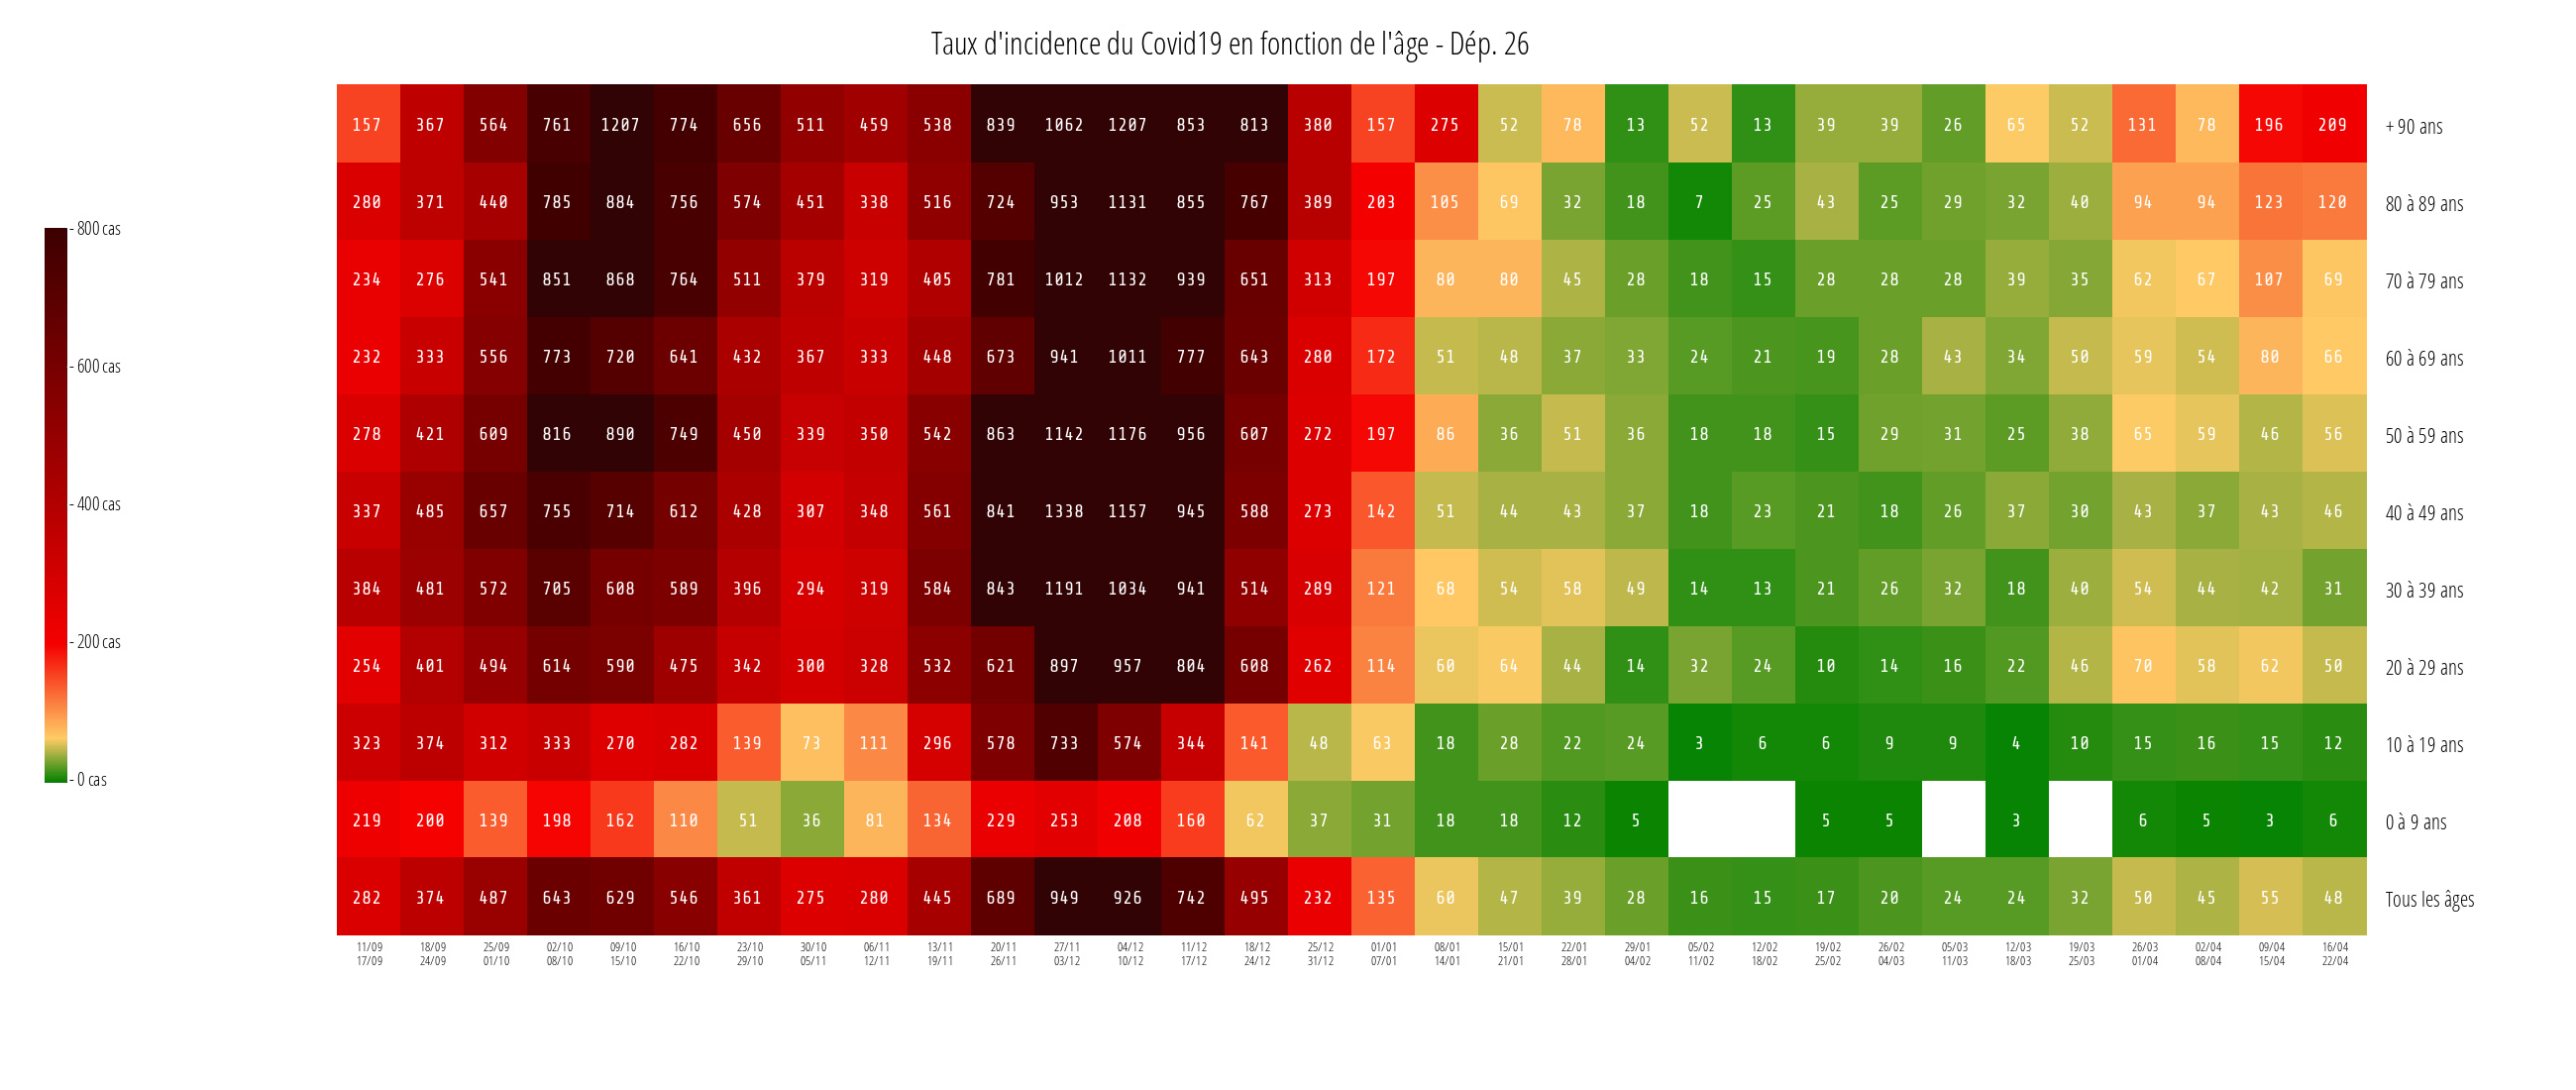 Taux d'incidence du Covid19 en fonction de l'âge - Dép. 26
157 367 564 761 1207 774 656 511 459 538 839 1062 1207 853 813 380 157 275 52 78 13 52 13 39 39 26 65 52 131 78 196 209 + 90 ans
280 371 440 785 884 756 574 451 338 516 724 953 1131 855 767 389 203 105 69 32 18 7 25 43 25 29 32 40 94 94 123 120 80 à 89 ans
- 800 cas
234 276 541 851 868 764 511 379 319 405 781 1012 1132 939 651 313 197 80 80 45 28 18 15 28 28 28 39 35 62 67 107 69 70 à 79 ans
232 333 556 773 720 641 432 367 333 448 673 941 1011 777 643 280 172 51 48 37 33 24 21 19 28 43 34 50 59 54 80 66 60 à 69 ans
- 600 cas
278 421 609 816 890 749 450 339 350 542 863 1142 1176 956 607 272 197 86 36 51 36 18 18 15 29 31 25 38 65 59 46 56 50 à 59 ans
- 400 cas
337 485 657 755 714 612 428 307 348 561 841 1338 1157 945 588 273 142 51 44 43 37 18 23 21 18 26 37 30 43 37 43 46 40 à 49 ans
384 481 572 705 608 589 396 294 319 584 843 1191 1034 941 514 289 121 68 54 58 49 14 13 21 26 32 18 40 54 44 42 31 30 à 39 ans
- 200 cas
254 401 494 614 590 475 342 300 328 532 621 897 957 804 608 262 114 60 64 44 14 32 24 10 14 16 22 46 70 58 62 50 20 à 29 ans
323 374 312 333 270 282 139 73 111 296 578 733 574 344 141 48 63 18 28 22 24 3 6 6 9 9 4 10 15 16 15 12 10 à 19 ans
- 0 cas
219 200 139 198 162 110 51 36 81 134 229 253 208 160 62 37 31 18 18 12 5 5 5 3 6 5 3 6 0 à 9 ans
282 374 487 643 629 546 361 275 280 445 689 949 926 742 495 232 135 60 47 39 28 16 15 17 20 24 24 32 50 45 55 48 Tous les âges
11/09 18/09 25/09 02/10 09/10 16/10 23/10 30/10 06/11 13/11 20/11 27/11 04/12 11/12 18/12 25/12 01/01 08/01 15/01 22/01 29/01 05/02 12/02 19/02 26/02 05/03 12/03 19/03 26/03 02/04 09/04 16/04
17/09 24/09 01/10 08/10 15/10 22/10 29/10 05/11 12/11 19/11 26/11 03/12 10/12 17/12 24/12 31/12 07/01 14/01 21/01 28/01 04/02 11/02 18/02 25/02 04/03 11/03 18/03 25/03 01/04 08/04 15/04 22/04